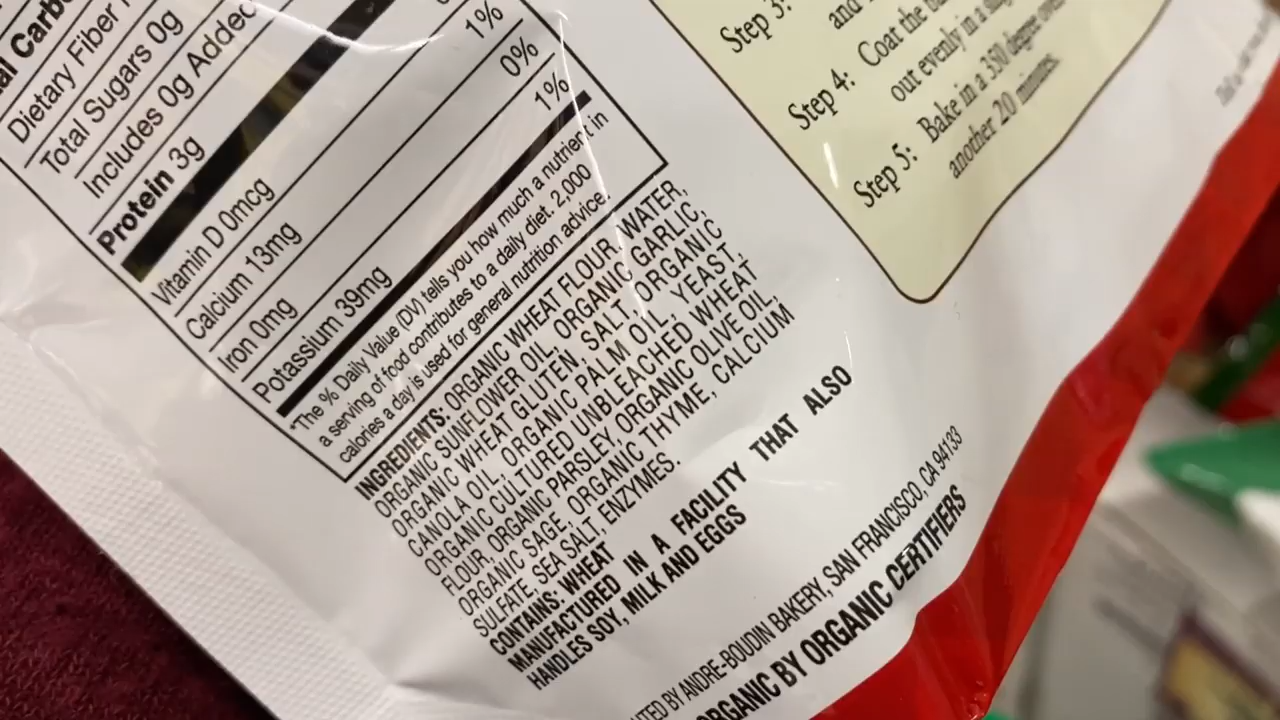 Dietary Fiber
Total Sugars 0g
Includes 0g Added
Protein 3g
Vitamin D 0mcg
Calcium 13mg 1%
Iron 0mg 0%
Potassium 39mg 1%
*The % Daily Value (DV) tells you how much a nutrient in
a serving of food contributes to a daily diet. 2,000
calories a day is used for general nutrition advice.
INGREDIENTS: ORGANIC WHEAT FLOUR, WATER,
ORGANIC SUNFLOWER OIL, ORGANIC GARLIC,
ORGANIC WHEAT GLUTEN, SALT, ORGANIC
CANOLA OIL, ORGANIC PALM OIL, YEAST,
ORGANIC CULTURED UNBLEACHED WHEAT
FLOUR, ORGANIC PARSLEY, ORGANIC OLIVE OIL,
ORGANIC SAGE, ORGANIC THYME, CALCIUM
SULFATE, SEA SALT, ENZYMES.
CONTAINS: WHEAT
MANUFACTURED IN A FACILITY THAT ALSO
HANDLES SOY, MILK AND EGGS
BY ANDRE-BOUDIN BAKERY, SAN FRANCISCO, CA 94133
ORGANIC BY ORGANIC CERTIFIERS
Step 3:
and
Step 4: Coat the
out evenly in a
Step 5: Bake in a 350 degree
another 20 minutes.